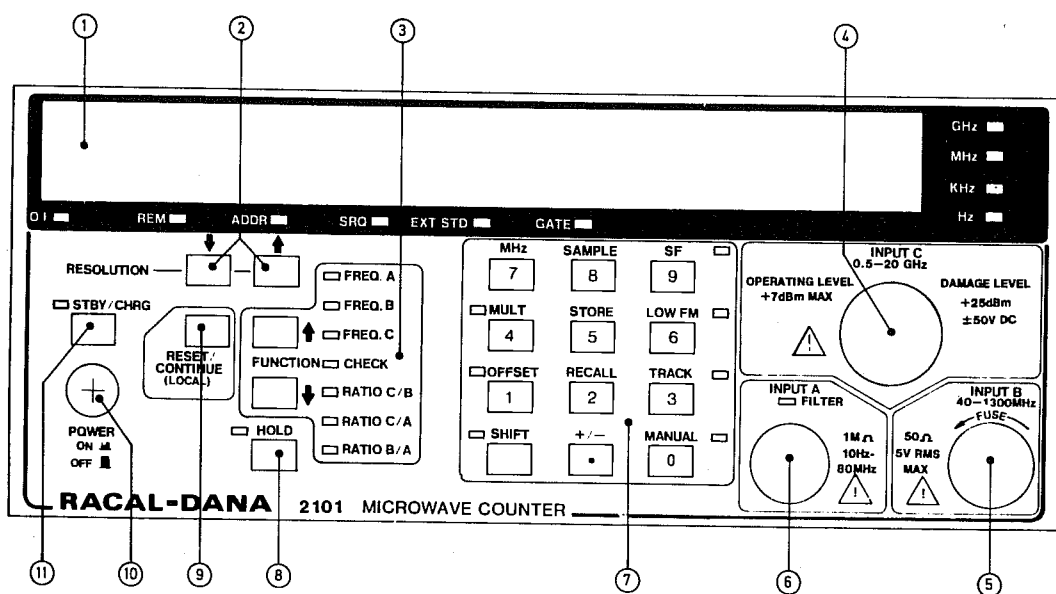 1
2
3
4
GHz
MHz
KHz
Hz
REM
ADDR
SRQ
EXT STD
GATE
RESOLUTION
STBY/CHRG
RESET/
CONTINUE
(LOCAL)
POWER
ON
OFF
FUNCTION
HOLD
FREQ. A
FREQ. B
FREQ. C
CHECK
RATIO C/B
RATIO C/A
RATIO B/A
MHz SAMPLE SF
7 8 9
MULT STORE LOW FM
4 5 6
OFFSET RECALL TRACK
1 2 3
SHIFT +/− MANUAL
• 0
INPUT C
0.5–20 GHz
OPERATING LEVEL
+7dBm MAX
DAMAGE LEVEL
+25dBm
±50V DC
!
INPUT A
FILTER
1M Ω
10Hz-
80MHz
!
INPUT B
40–1300MHz
FUSE
50Ω
5V RMS
MAX
!
RACAL-DANA 2101 MICROWAVE COUNTER
11
10
9
8
7
6
5